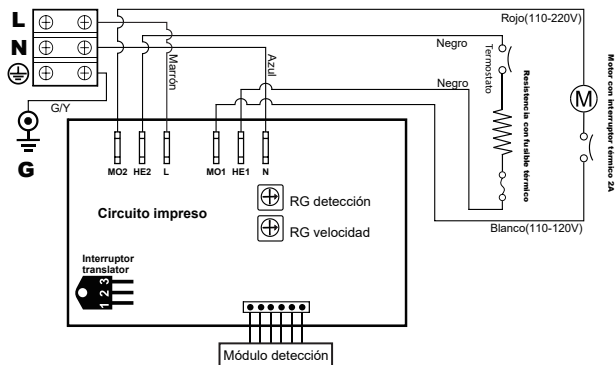 L
N
G
G/Y
Marrón
Azul
Rojo(110-220V)
Negro
Negro
Termostato
Resistencia con fusible térmico
M
Motor con interruptor térmico 2A
Blanco(110-120V)
MO2 HE2 L MO1 HE1 N
Circuito impreso
RG detección
RG velocidad
Interruptor
translator
1 2 3
Módulo detección